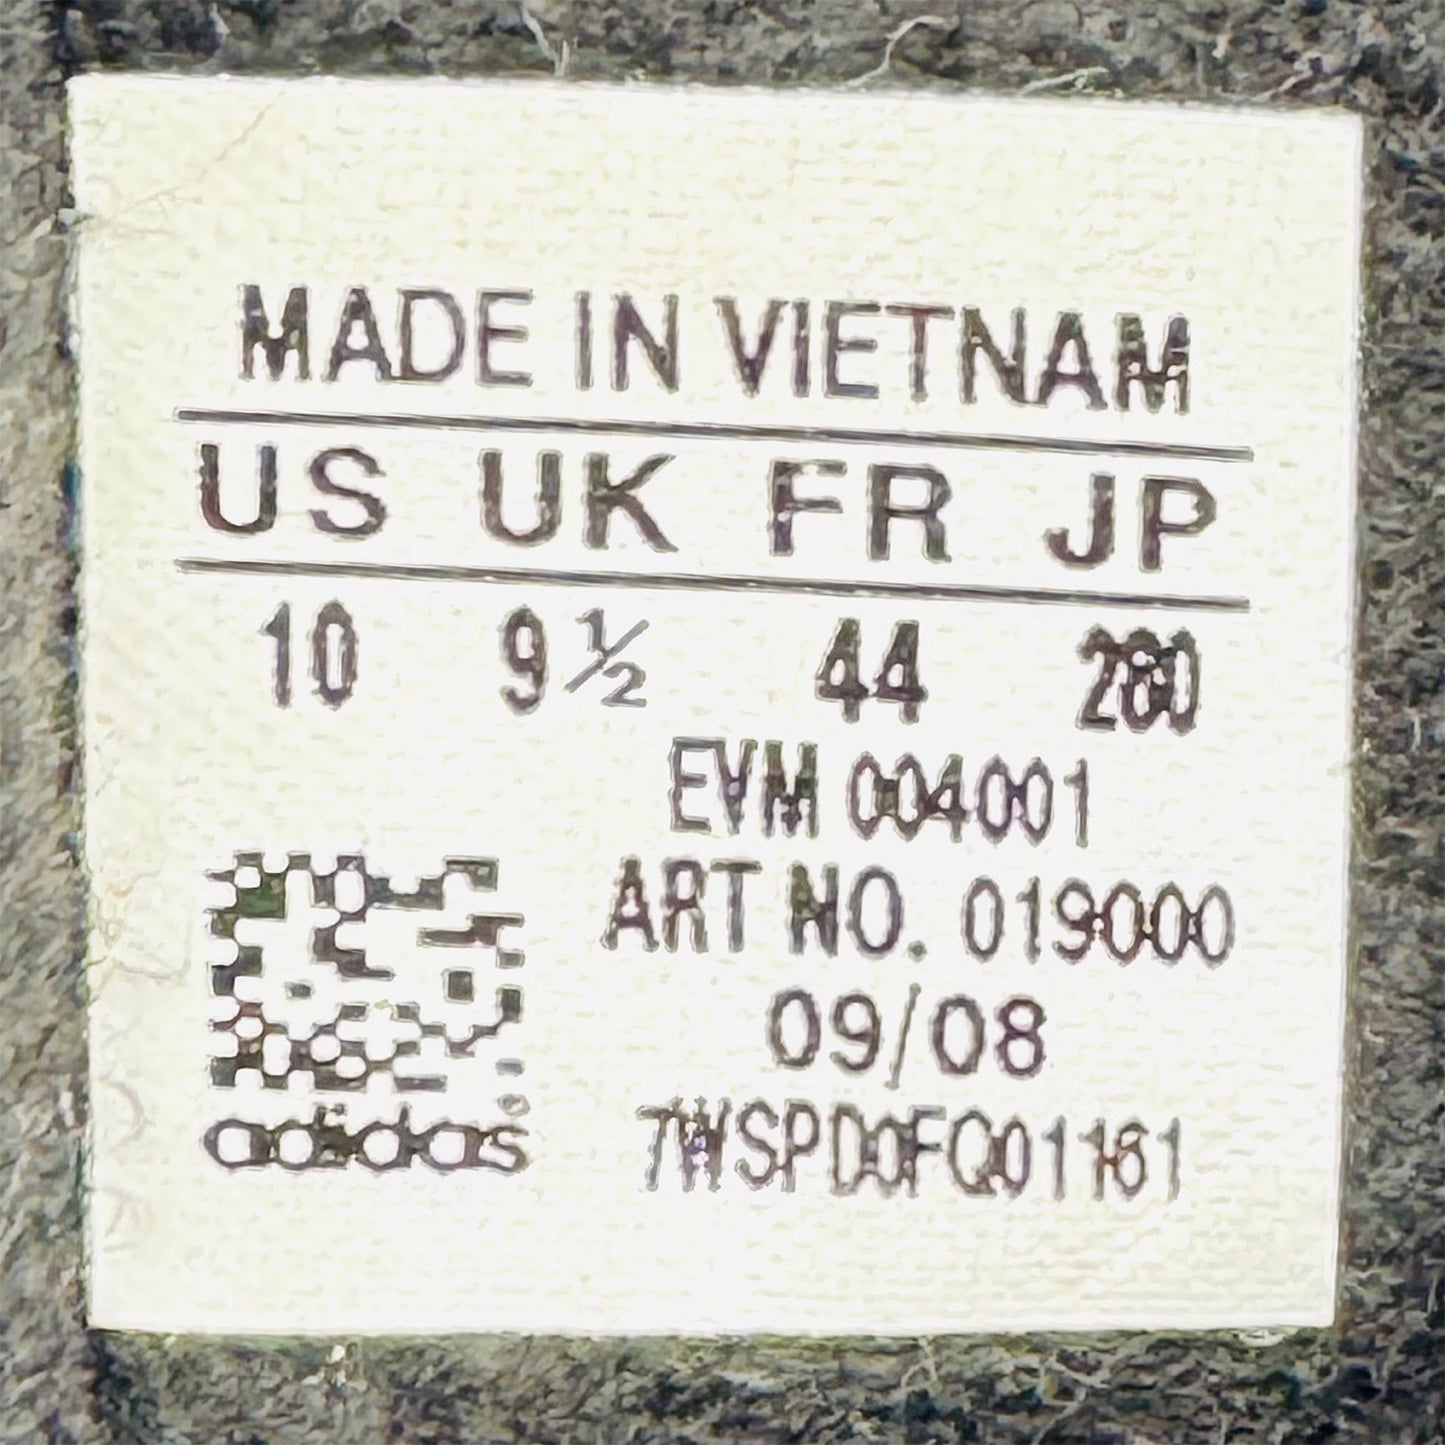 MADE IN VIETNAM
US UK FR JP
10 9½ 44 280
EVM 004001
ART NO. 019000
09/08
7WSPD0FQ01161
adidas